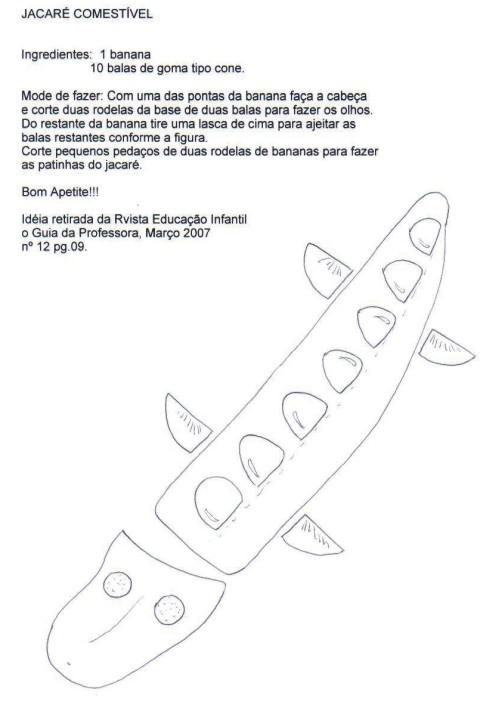 JACARÉ COMESTÍVEL
Ingredientes: 1 banana
10 balas de goma tipo cone.
Mode de fazer: Com uma das pontas da banana faça a cabeça
e corte duas rodelas da base de duas balas para fazer os olhos.
Do restante da banana tire uma lasca de cima para ajeitar as
balas restantes conforme a figura.
Corte pequenos pedaços de duas rodelas de bananas para fazer
as patinhas do jacaré.
Bom Apetite!!!
Idéia retirada da Rvista Educação Infantil
o Guia da Professora, Março 2007
nº 12 pg.09.